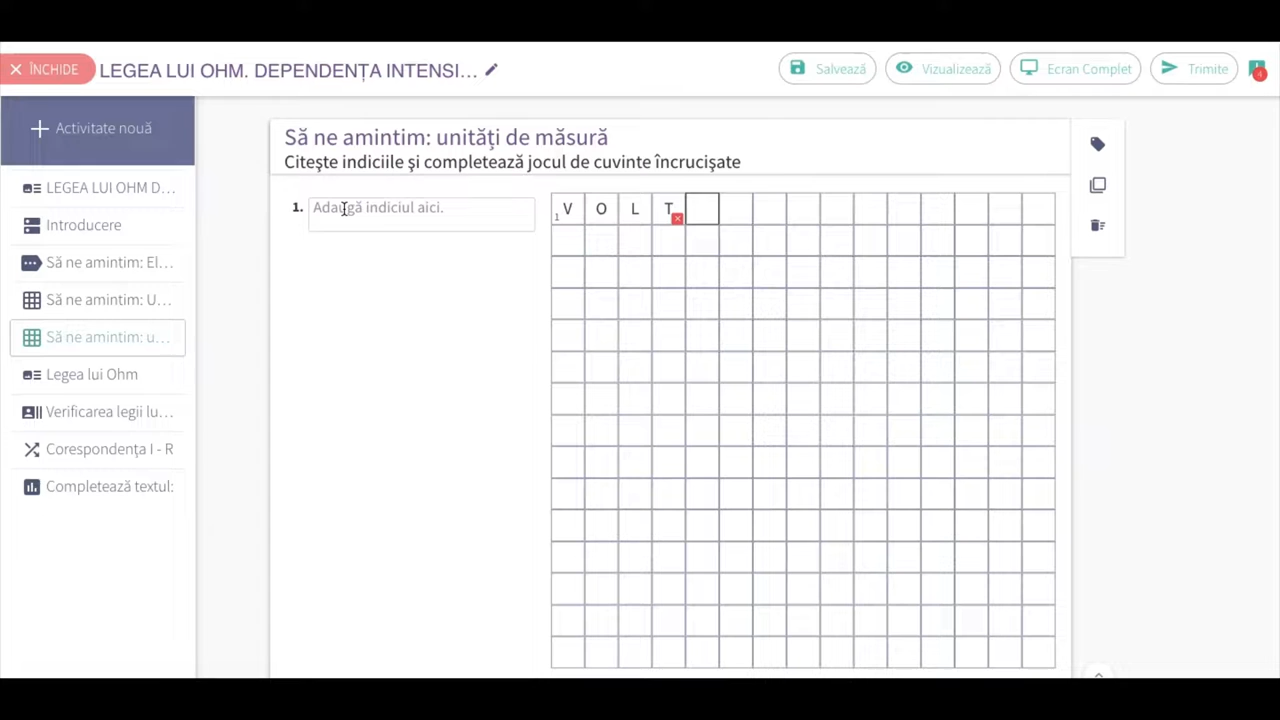 ÎNCHIDE
LEGEA LUI OHM. DEPENDENȚA INTENSI...
Salvează
Vizualizează
Ecran Complet
Trimite
4
Activitate nouă
LEGEA LUI OHM D...
Introducere
Să ne amintim: El...
Să ne amintim: U...
Să ne amintim: u...
Legea lui Ohm
Verificarea legii lu...
Corespondența I - R
Completează textul:
Să ne amintim: unități de măsură
Citește indiciile și completează jocul de cuvinte încrucișate
1. Adaugă indiciul aici.
1 V O L T